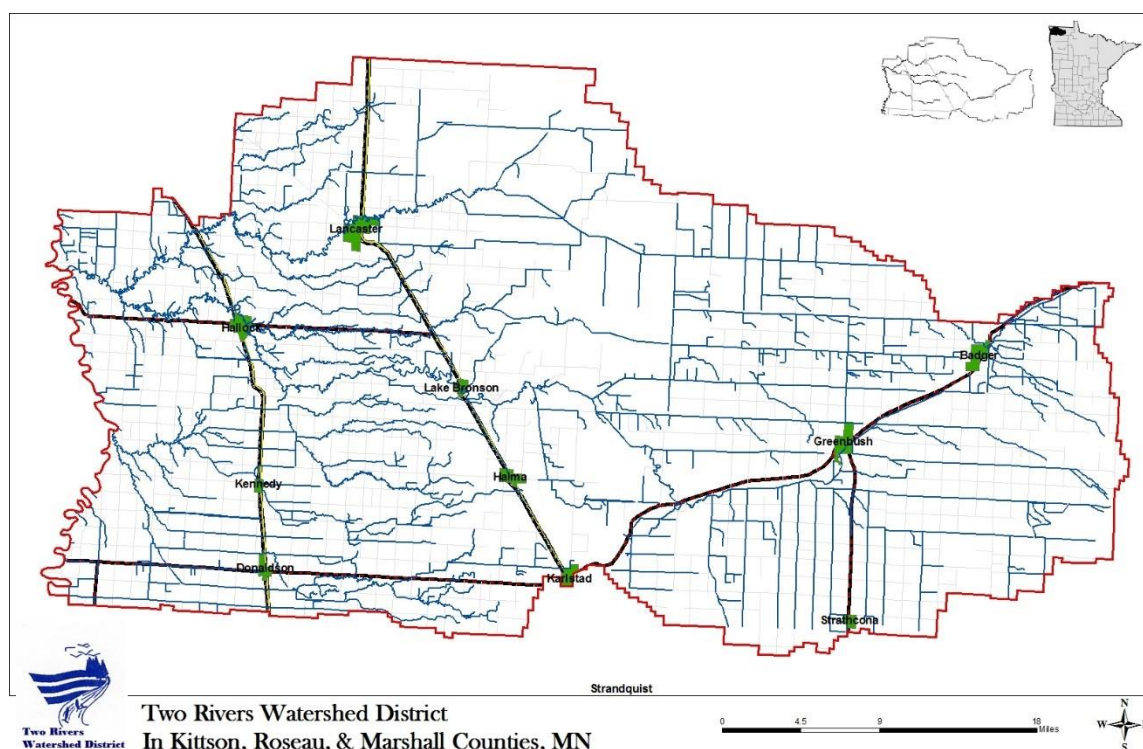 Lancaster
Hallock
Badger
Lake Bronson
Greenbush
Halma
Kennedy
Donaldson
Karlstad
Strathcona
Strandquist
Two Rivers
Watershed District
Two Rivers Watershed District
In Kittson, Roseau, & Marshall Counties, MN
0 4.5 9 18
Miles
N
W E
S